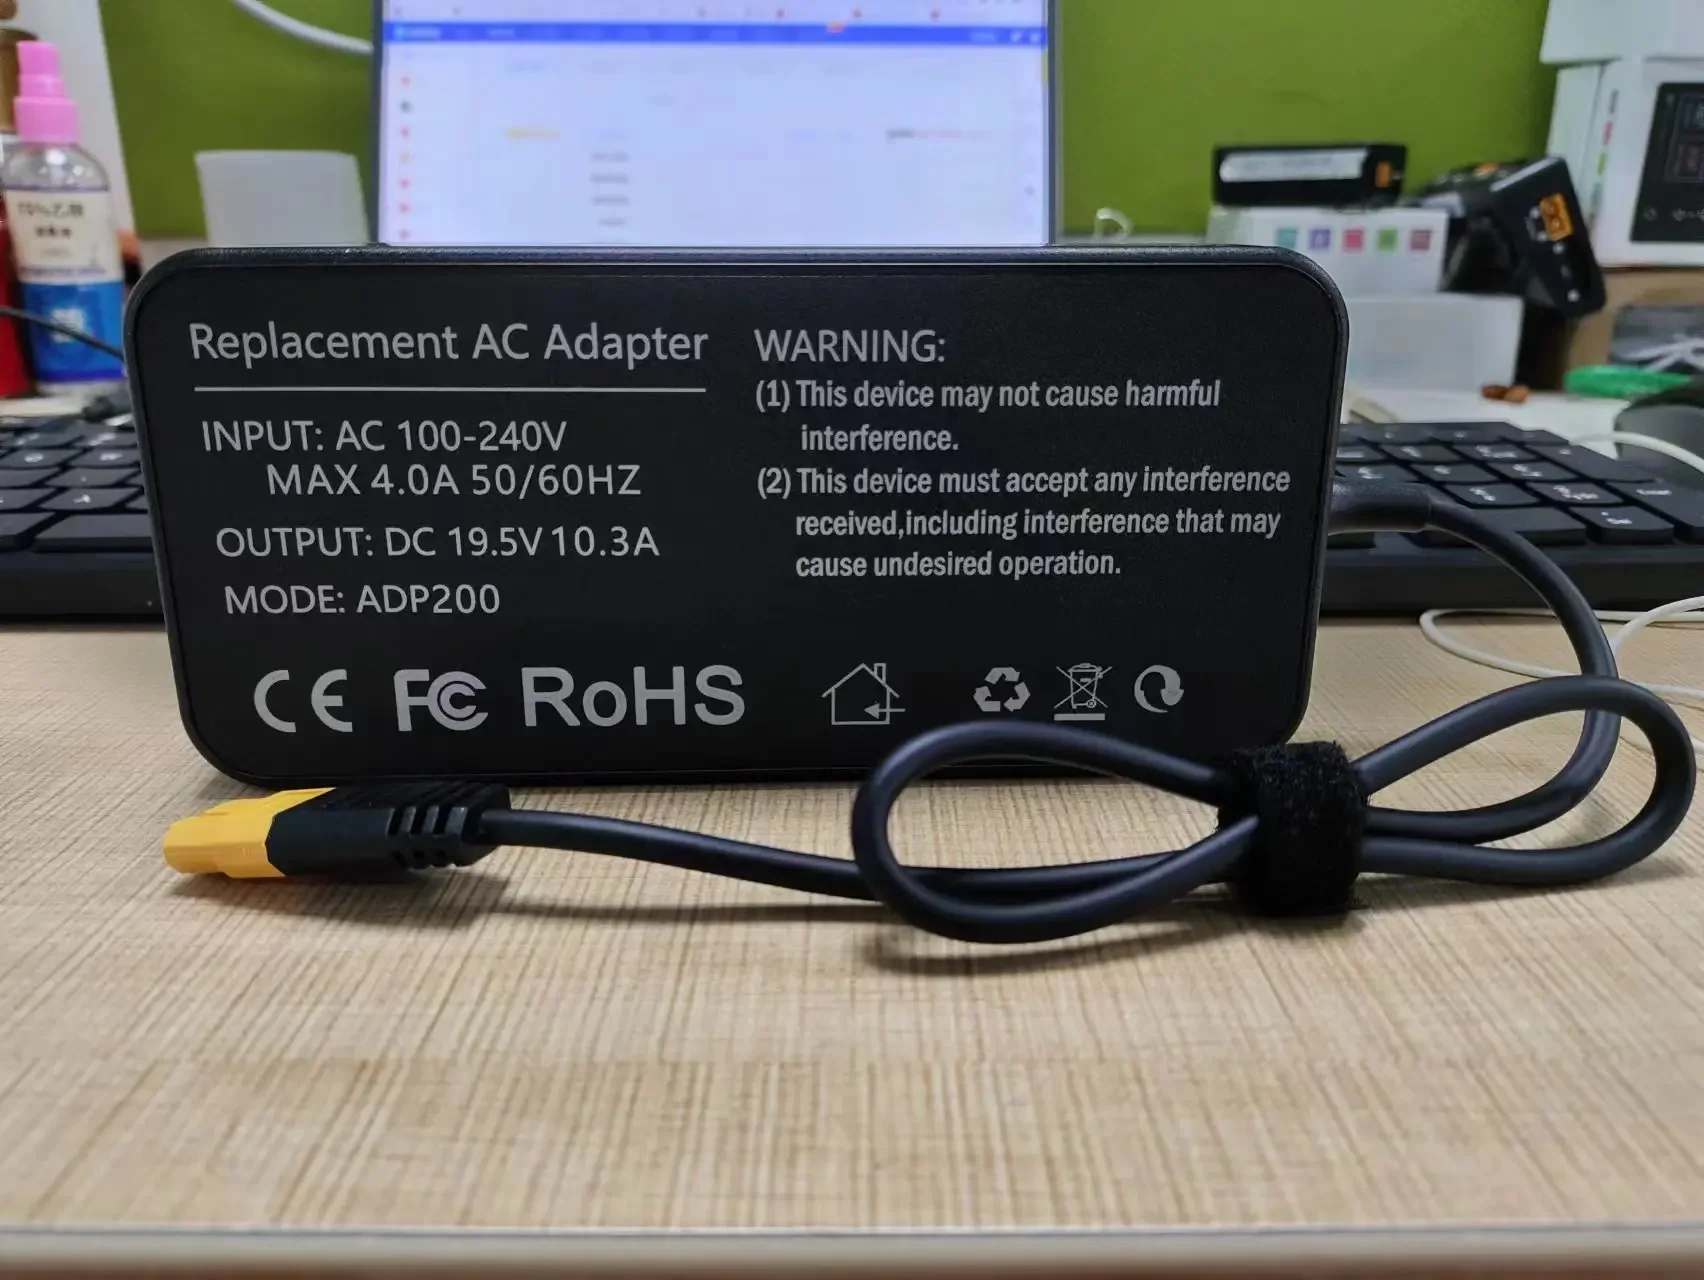 Replacement AC Adapter
INPUT: AC 100-240V
MAX 4.0A 50/60HZ
OUTPUT: DC 19.5V 10.3A
MODE: ADP200
CE FC RoHS
WARNING:
(1) This device may not cause harmful
interference.
(2) This device must accept any interference
received,including interference that may
cause undesired operation.